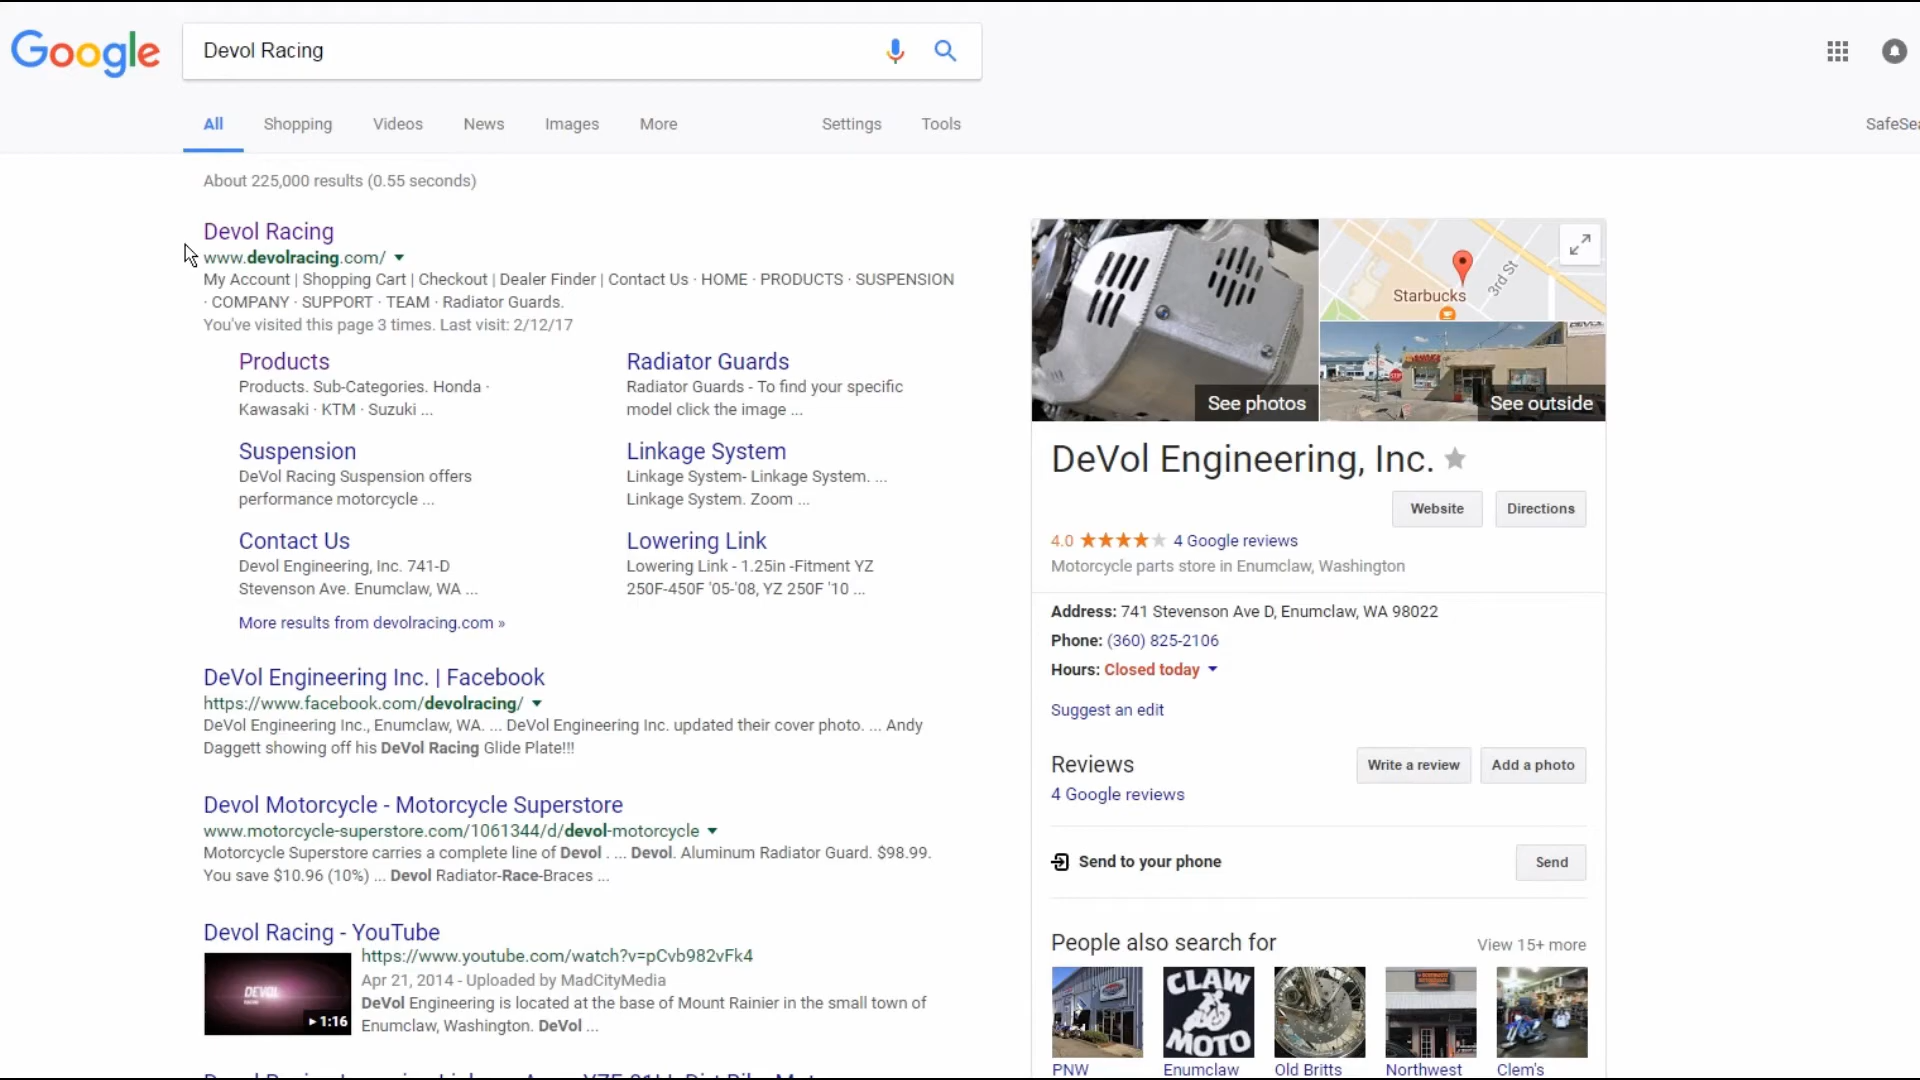 Google
Devol Racing
All
Shopping
Videos
News
Images
More
Settings
Tools
About 225,000 results (0.55 seconds)
Devol Racing
www.devolracing.com/
My Account | Shopping Cart | Checkout | Dealer Finder | Contact Us · HOME · PRODUCTS · SUSPENSION
· COMPANY · SUPPORT · TEAM · Radiator Guards.
You've visited this page 3 times. Last visit: 2/12/17
Products
Products. Sub-Categories. Honda ·
Kawasaki · KTM · Suzuki ...
Radiator Guards
Radiator Guards - To find your specific
model click the image ...
Suspension
DeVol Racing Suspension offers
performance motorcycle ...
Linkage System
Linkage System- Linkage System. ...
Linkage System. Zoom ...
Contact Us
Devol Engineering, Inc. 741-D
Stevenson Ave. Enumclaw, WA ...
Lowering Link
Lowering Link - 1.25in -Fitment YZ
250F-450F '05-'08, YZ 250F '10 ...
More results from devolracing.com »
DeVol Engineering Inc. | Facebook
https://www.facebook.com/devolracing/
DeVol Engineering Inc., Enumclaw, WA. ... DeVol Engineering Inc. updated their cover photo. ... Andy
Daggett showing off his DeVol Racing Glide Plate!!!
Devol Motorcycle - Motorcycle Superstore
www.motorcycle-superstore.com/1061344/d/devol-motorcycle
Motorcycle Superstore carries a complete line of Devol . ... Devol. Aluminum Radiator Guard. $98.99.
You save $10.96 (10%) ... Devol Radiator-Race-Braces ...
Devol Racing - YouTube
https://www.youtube.com/watch?v=pCvb982vFk4
Apr 21, 2014 - Uploaded by MadCityMedia
DeVol Engineering is located at the base of Mount Rainier in the small town of
Enumclaw, Washington. DeVol ...
DEVOL
1:16
See photos
Starbucks
3rd St
See outside
DeVol Engineering, Inc.
Website
Directions
4.0
4 Google reviews
Motorcycle parts store in Enumclaw, Washington
Address: 741 Stevenson Ave D, Enumclaw, WA 98022
Phone: (360) 825-2106
Hours: Closed today
Suggest an edit
Reviews
Write a review
Add a photo
4 Google reviews
Send to your phone
Send
People also search for
View 15+ more
CLAW
MOTO
PNW
Enumclaw
Old Britts
Northwest
Clem's